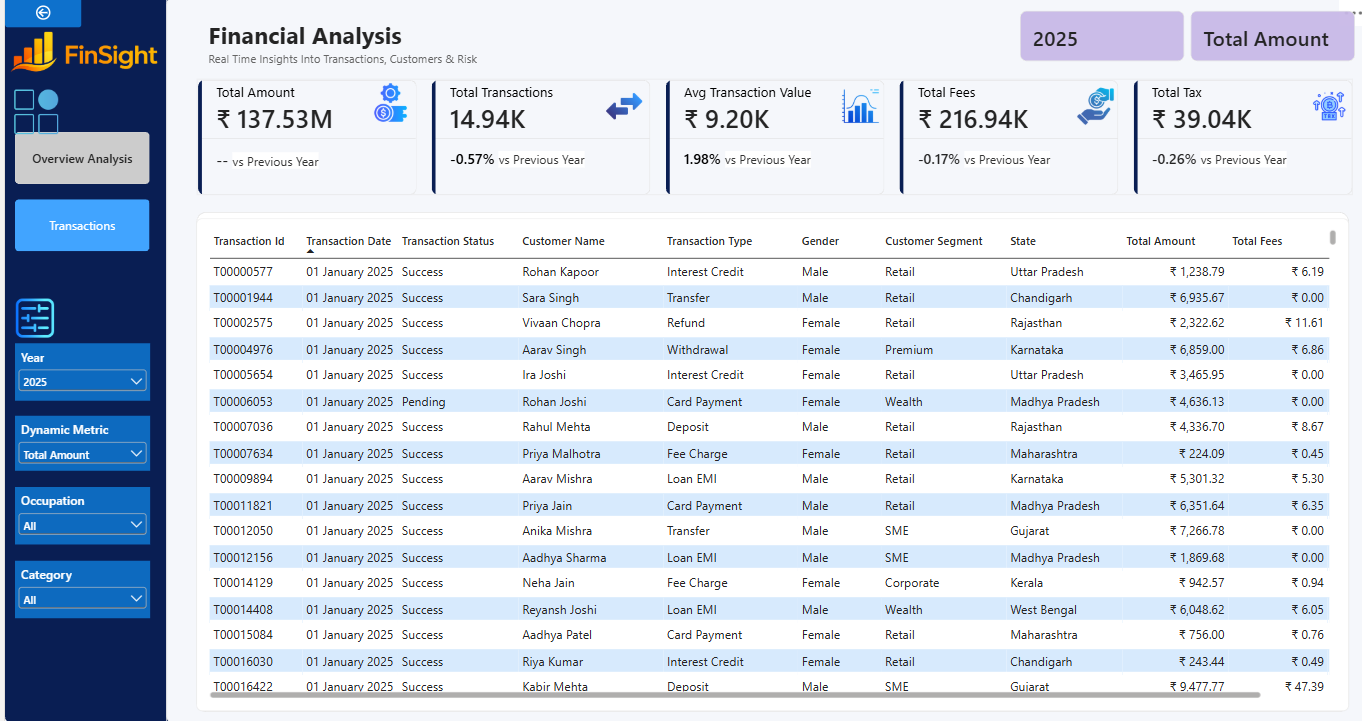 FinSight
Overview Analysis
Transactions
Year
2025
Dynamic Metric
Total Amount
Occupation
All
Category
All
Financial Analysis
Real Time Insights Into Transactions, Customers & Risk
2025
Total Amount
Total Amount
₹ 137.53M
-- vs Previous Year
Total Transactions
14.94K
-0.57% vs Previous Year
Avg Transaction Value
₹ 9.20K
1.98% vs Previous Year
Total Fees
₹ 216.94K
-0.17% vs Previous Year
Total Tax
₹ 39.04K
-0.26% vs Previous Year
Transaction Id Transaction Date Transaction Status Customer Name Transaction Type Gender Customer Segment State Total Amount Total Fees
T00000577 01 January 2025 Success Rohan Kapoor Interest Credit Male Retail Uttar Pradesh ₹ 1,238.79 ₹ 6.19
T00001944 01 January 2025 Success Sara Singh Transfer Male Retail Chandigarh ₹ 6,935.67 ₹ 0.00
T00002575 01 January 2025 Success Vivaan Chopra Refund Female Retail Rajasthan ₹ 2,322.62 ₹ 11.61
T00004976 01 January 2025 Success Aarav Singh Withdrawal Female Premium Karnataka ₹ 6,859.00 ₹ 6.86
T00005654 01 January 2025 Success Ira Joshi Interest Credit Female Retail Uttar Pradesh ₹ 3,465.95 ₹ 0.00
T00006053 01 January 2025 Pending Rohan Joshi Card Payment Female Wealth Madhya Pradesh ₹ 4,636.13 ₹ 0.00
T00007036 01 January 2025 Success Rahul Mehta Deposit Male Retail Rajasthan ₹ 4,336.70 ₹ 8.67
T00007634 01 January 2025 Success Priya Malhotra Fee Charge Female Retail Maharashtra ₹ 224.09 ₹ 0.45
T00009894 01 January 2025 Success Aarav Mishra Loan EMI Male Retail Karnataka ₹ 5,301.32 ₹ 5.30
T00011821 01 January 2025 Success Priya Jain Card Payment Male Retail Madhya Pradesh ₹ 6,351.64 ₹ 6.35
T00012050 01 January 2025 Success Anika Mishra Transfer Male SME Gujarat ₹ 7,266.78 ₹ 0.00
T00012156 01 January 2025 Success Aadhya Sharma Loan EMI Male SME Madhya Pradesh ₹ 1,869.68 ₹ 0.00
T00014129 01 January 2025 Success Neha Jain Fee Charge Female Corporate Kerala ₹ 942.57 ₹ 0.94
T00014408 01 January 2025 Success Reyansh Joshi Loan EMI Male Wealth West Bengal ₹ 6,048.62 ₹ 6.05
T00015084 01 January 2025 Success Aadhya Patel Card Payment Female Retail Maharashtra ₹ 756.00 ₹ 0.76
T00016030 01 January 2025 Success Riya Kumar Interest Credit Female Retail Chandigarh ₹ 243.44 ₹ 0.49
T00016422 01 January 2025 Success Kabir Mehta Deposit Male SME Gujarat ₹ 9,477.77 ₹ 47.39